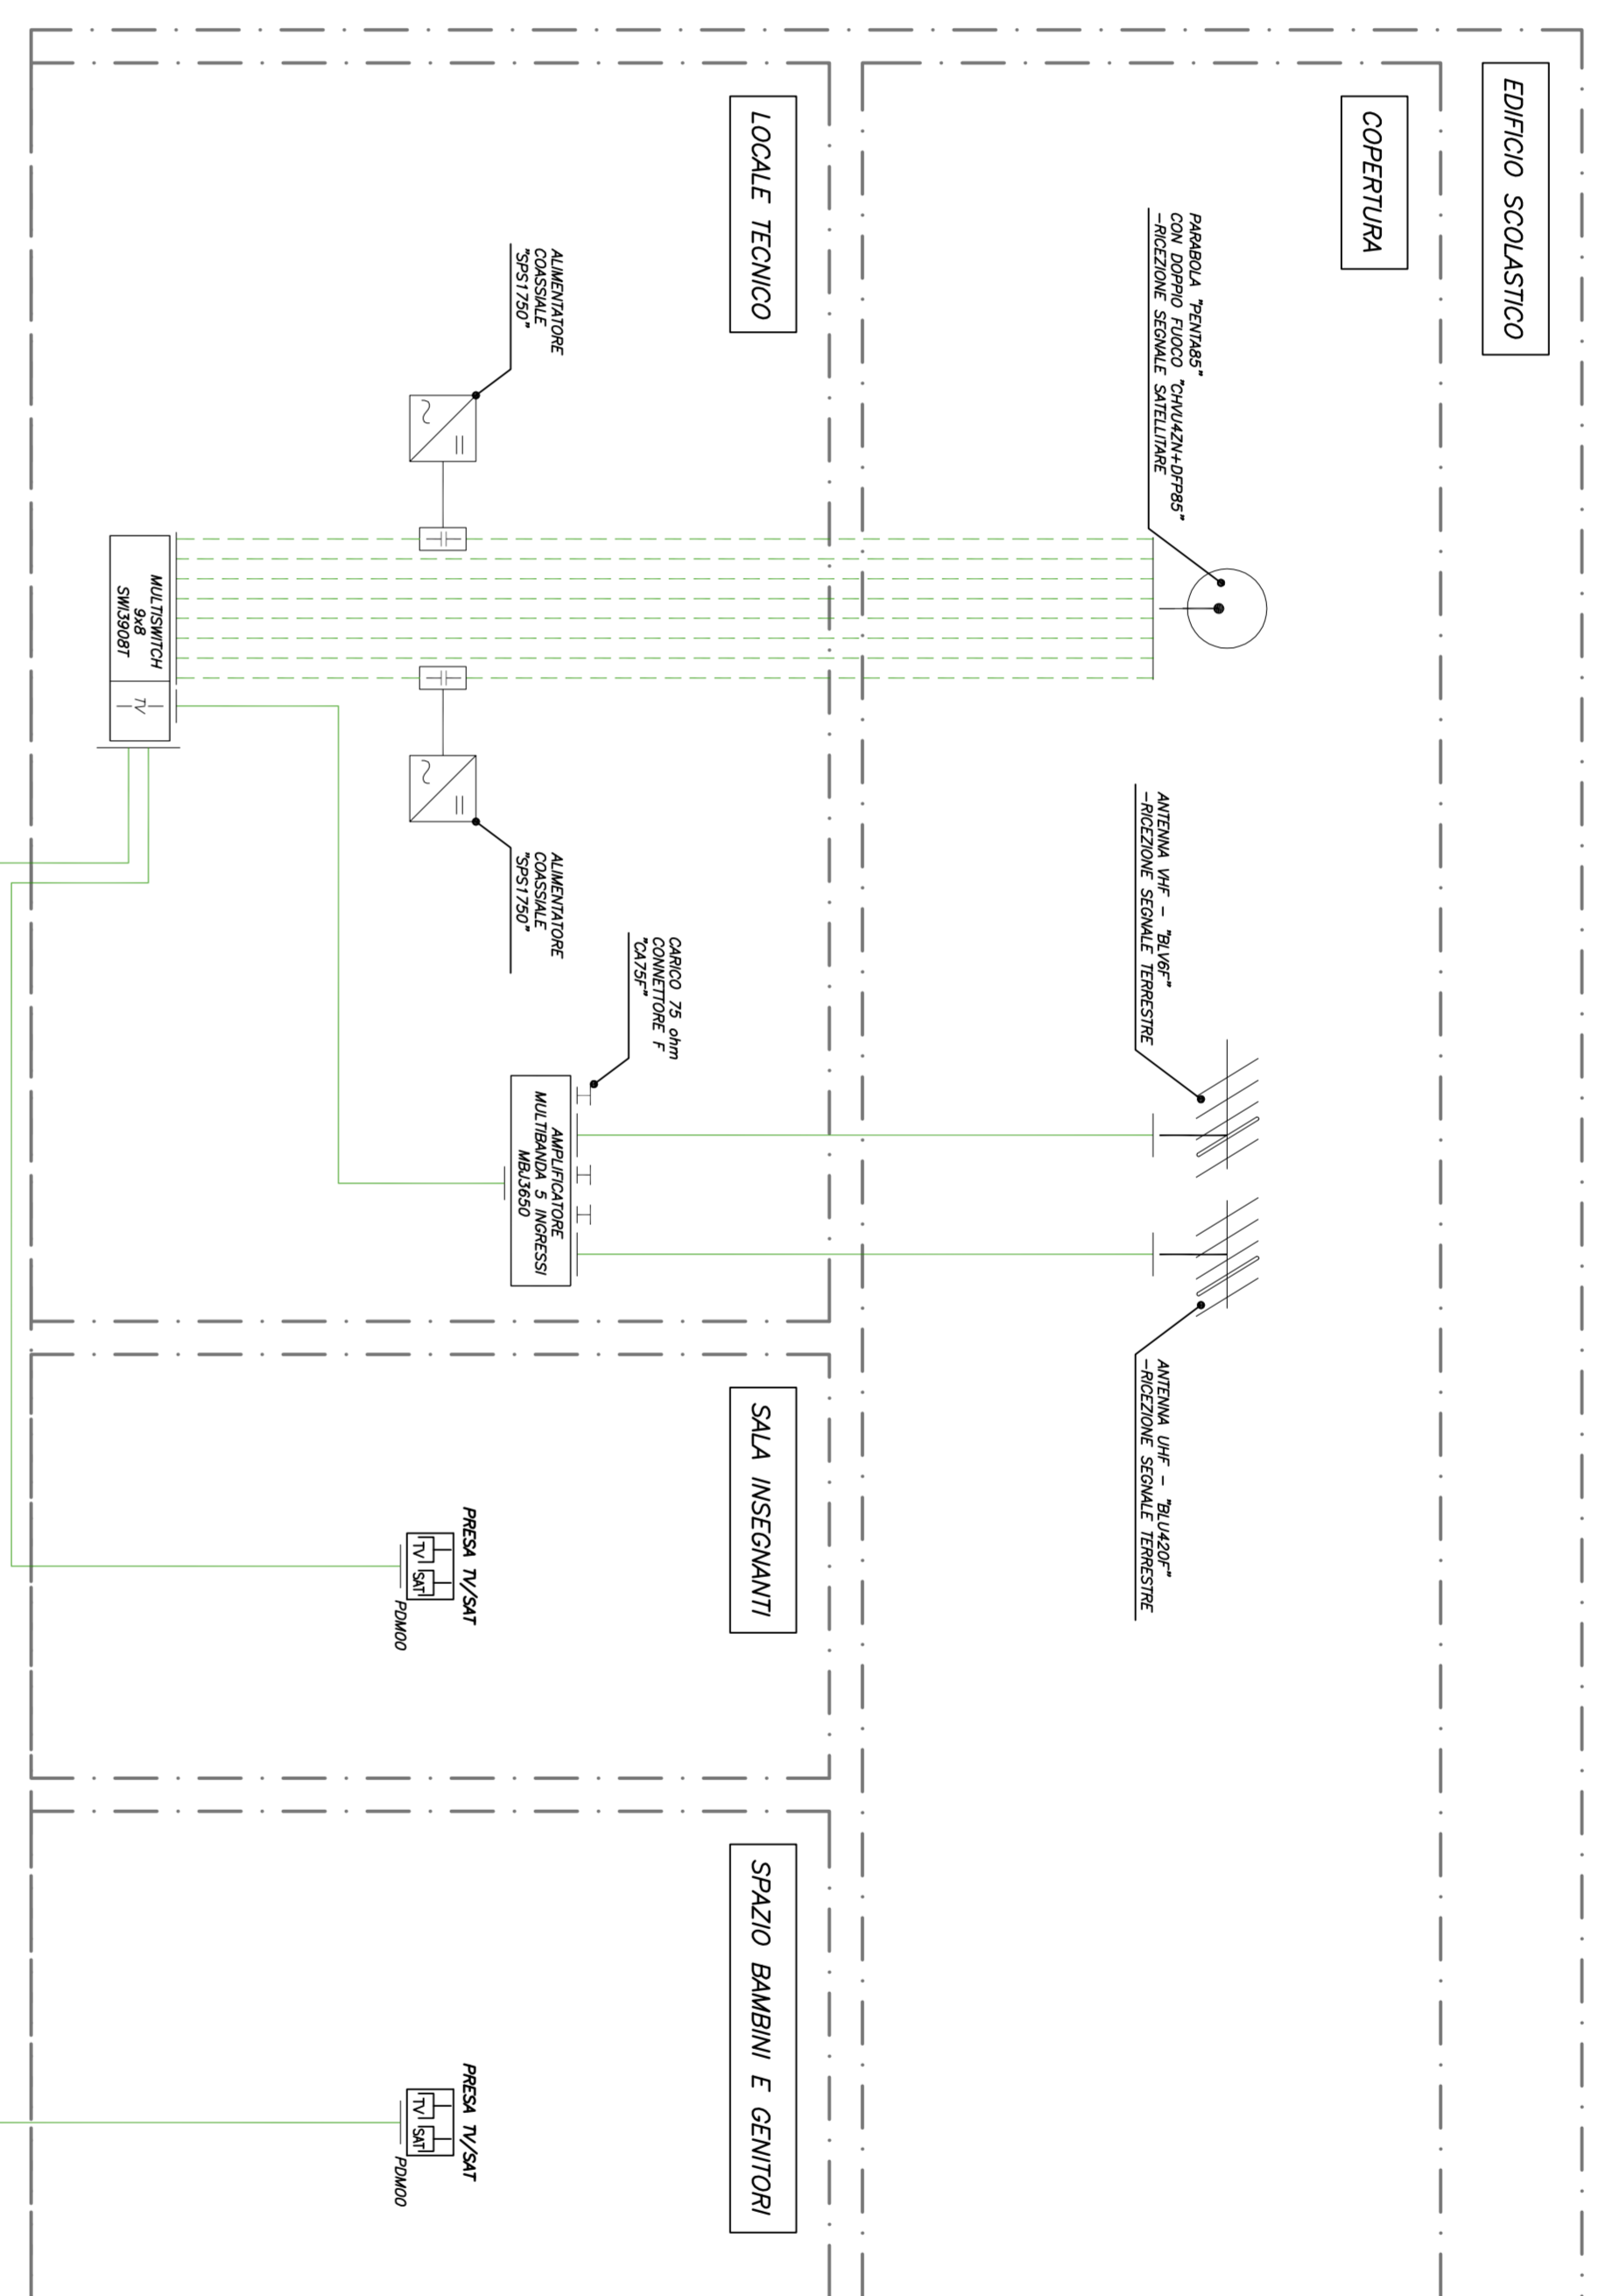 EDIFICIO SCOLASTICO
COPERTURA
PARABOLA "PENTA85"
CON DOPPIO FUOCO "CHVU4ZN+DFP85"
-RICEZIONE SEGNALE SATELLITARE
ANTENNA VHF - "BLV6F"
-RICEZIONE SEGNALE TERRESTRE
ANTENNA UHF - "BLU420F"
-RICEZIONE SEGNALE TERRESTRE
LOCALE TECNICO
ALIMENTATORE
COASSIALE
"SPS1750"
ALIMENTATORE
COASSIALE
"SPS1750"
CARICO 75 ohm
CONNETTORE F
"CA75F"
AMPLIFICATORE
MULTIBANDA 5 INGRESSI
MBJ3650
MULTISWITCH
9x8
SWI3908T
TV
SALA INSEGNANTI
PRESA TV/SAT
TV SAT
PDM00
SPAZIO BAMBINI E GENITORI
PRESA TV/SAT
TV SAT
PDM00